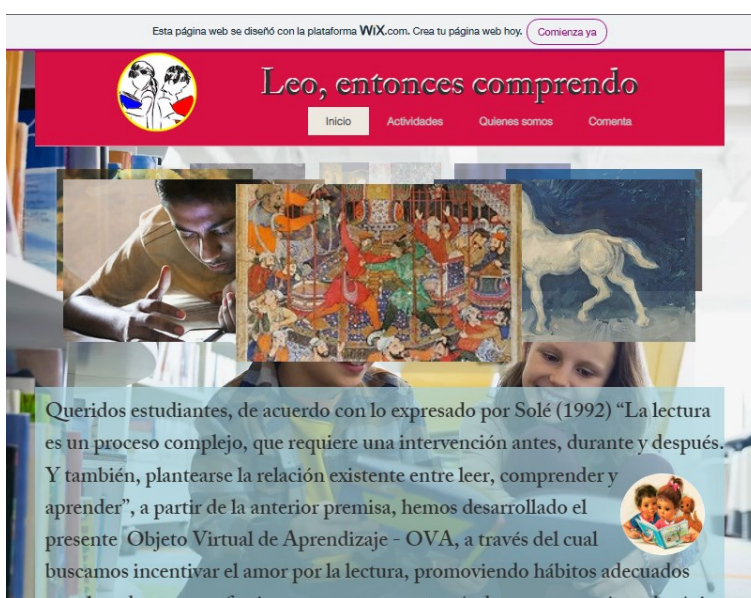 Esta página web se diseñó con la plataforma WiX.com. Crea tu página web hoy. Comienza ya
Leo, entonces comprendo
Inicio Actividades Quienes somos Comenta
Queridos estudiantes, de acuerdo con lo expresado por Solé (1992) “La lectura
es un proceso complejo, que requiere una intervención antes, durante y después.
Y también, plantearse la relación existente entre leer, comprender y
aprender”, a partir de la anterior premisa, hemos desarrollado el
presente Objeto Virtual de Aprendizaje - OVA, a través del cual
buscamos incentivar el amor por la lectura, promoviendo hábitos adecuados